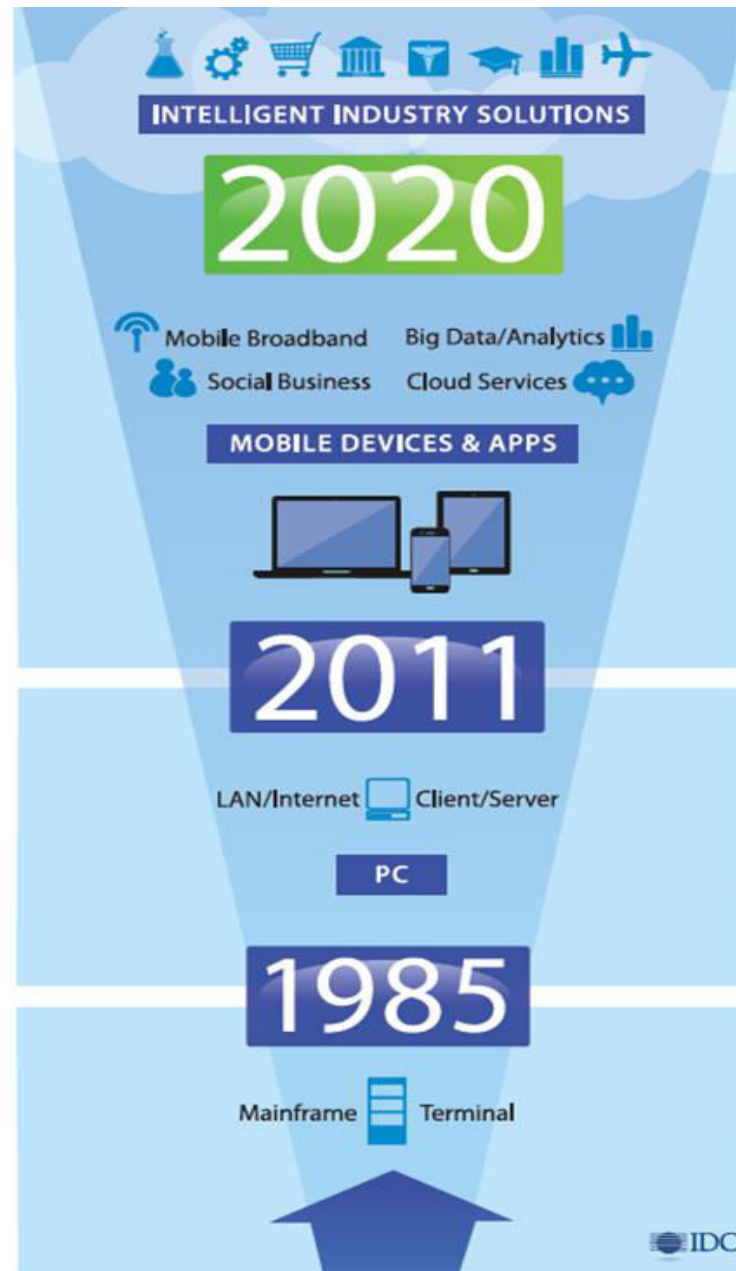 INTELLIGENT INDUSTRY SOLUTIONS
2020
Mobile Broadband Big Data/Analytics
Social Business Cloud Services
MOBILE DEVICES & APPS
2011
LAN/Internet Client/Server
PC
1985
Mainframe Terminal
IDC